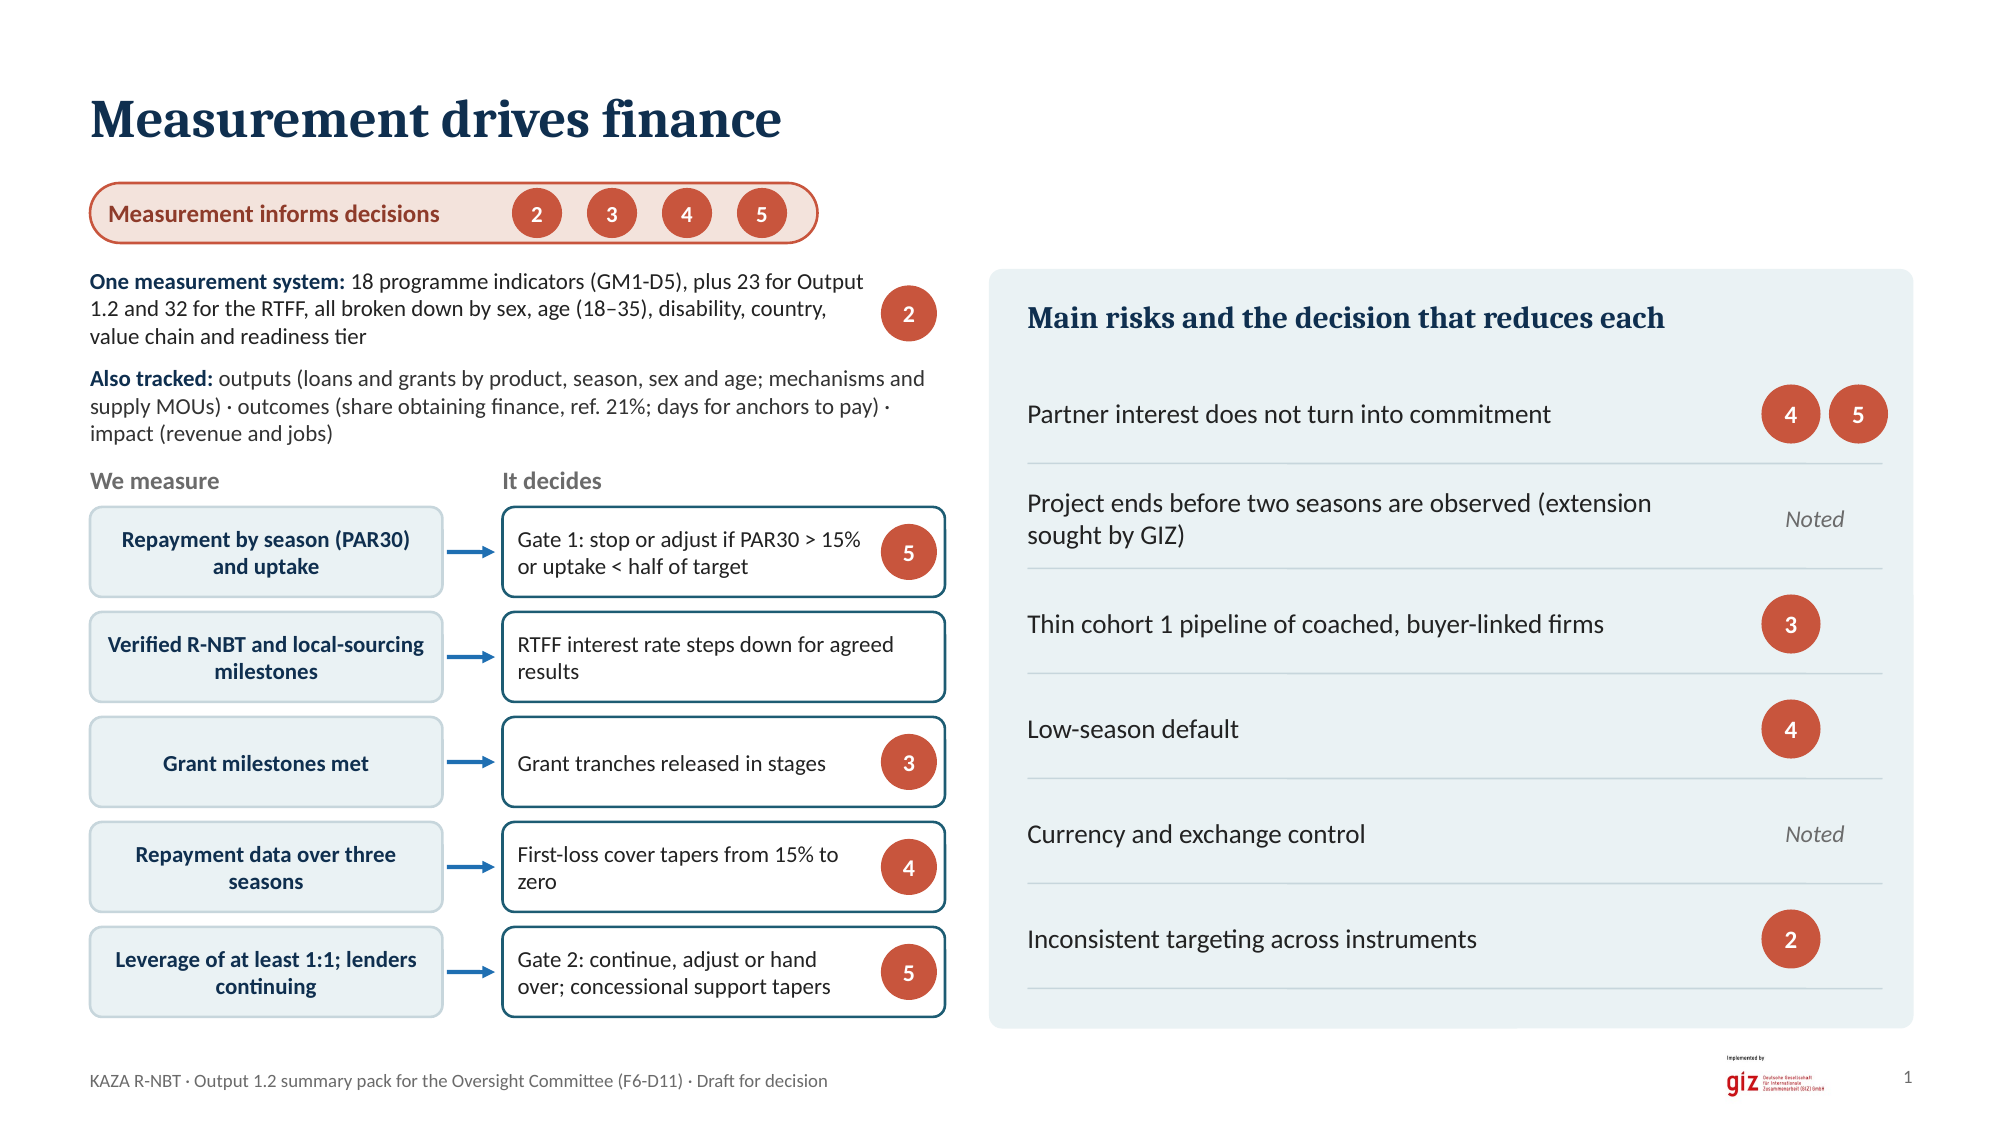 Measurement drives finance
Measurement informs decisions 2 3 4 5
One measurement system: 18 programme indicators (GM1-D5), plus 23 for Output
1.2 and 32 for the RTFF, all broken down by sex, age (18–35), disability, country,
value chain and readiness tier
2
Also tracked: outputs (loans and grants by product, season, sex and age; mechanisms and
supply MOUs) · outcomes (share obtaining finance, ref. 21%; days for anchors to pay) ·
impact (revenue and jobs)
We measure
It decides
Repayment by season (PAR30)
and uptake
Gate 1: stop or adjust if PAR30 > 15%
or uptake < half of target
5
Verified R-NBT and local-sourcing
milestones
RTFF interest rate steps down for agreed
results
Grant milestones met
Grant tranches released in stages
3
Repayment data over three
seasons
First-loss cover tapers from 15% to
zero
4
Leverage of at least 1:1; lenders
continuing
Gate 2: continue, adjust or hand
over; concessional support tapers
5
Main risks and the decision that reduces each
Partner interest does not turn into commitment
4 5
Project ends before two seasons are observed (extension
sought by GIZ)
Noted
Thin cohort 1 pipeline of coached, buyer-linked firms
3
Low-season default
4
Currency and exchange control
Noted
Inconsistent targeting across instruments
2
KAZA R-NBT · Output 1.2 summary pack for the Oversight Committee (F6-D11) · Draft for decision
Implemented by
giz
Deutsche Gesellschaft
für Internationale
Zusammenarbeit (GIZ) GmbH
1